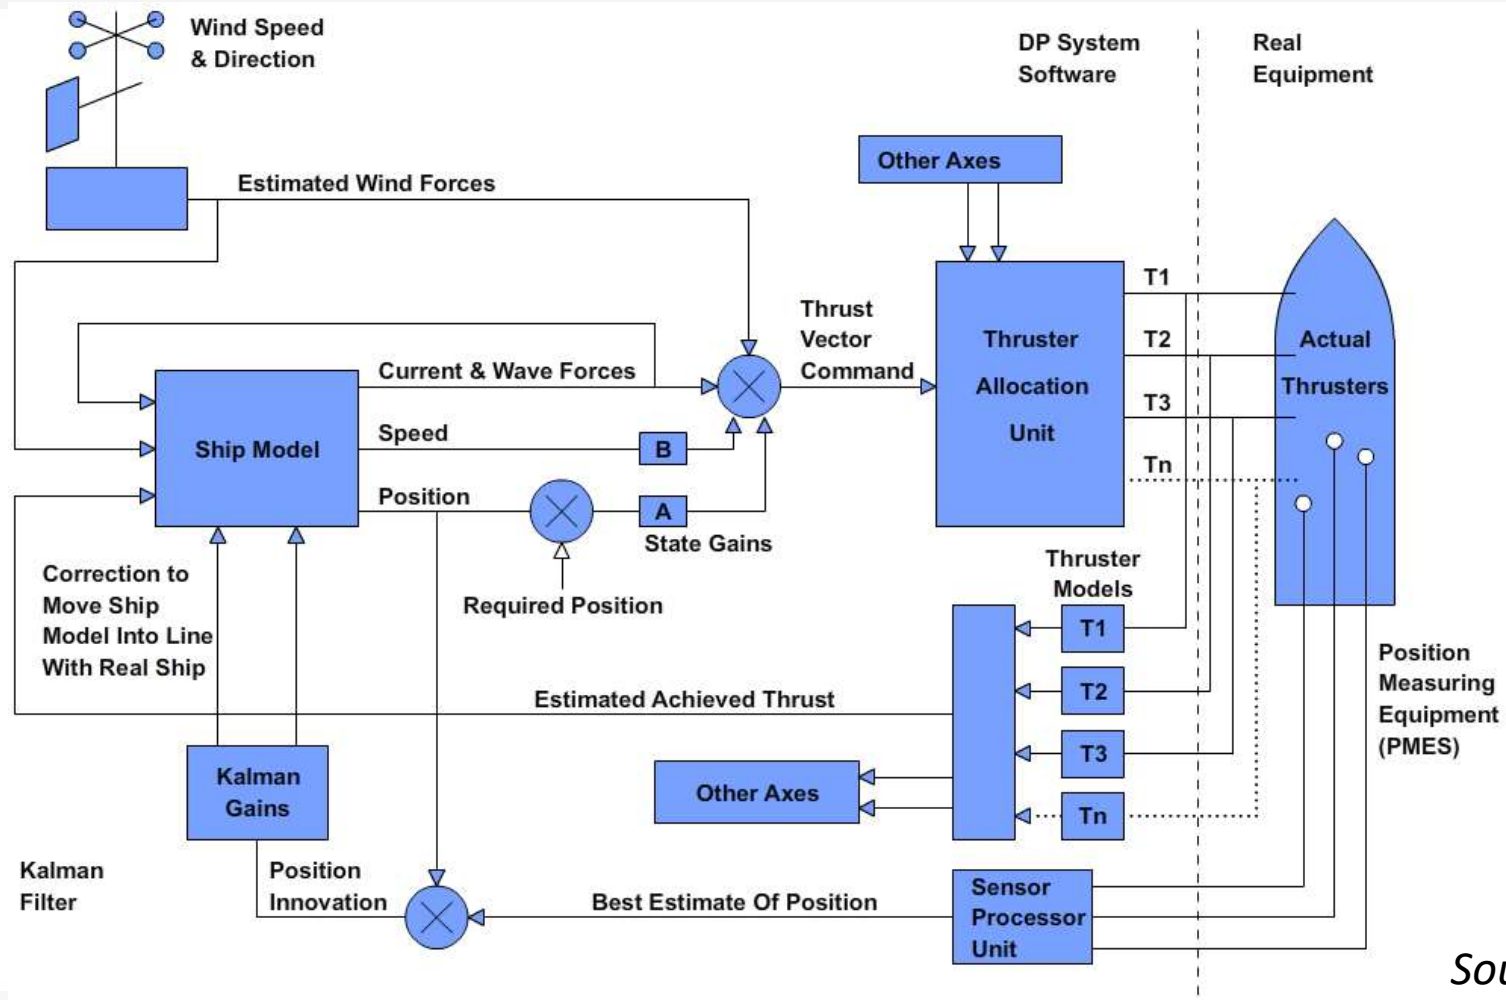 Wind Speed
& Direction
DP System
Software
Real
Equipment
Other Axes
Estimated Wind Forces
Thrust
Vector
Command
Thruster
Allocation
Unit
T1
T2
T3
Tn
Actual
Thrusters
Current & Wave Forces
Speed
B
Ship Model
Position
A
State Gains
Required Position
Correction to
Move Ship
Model Into Line
With Real Ship
Thruster
Models
T1
T2
T3
Tn
Position
Measuring
Equipment
(PMES)
Estimated Achieved Thrust
Kalman
Gains
Other Axes
Kalman
Filter
Position
Innovation
Best Estimate Of Position
Sensor
Processor
Unit
Sou